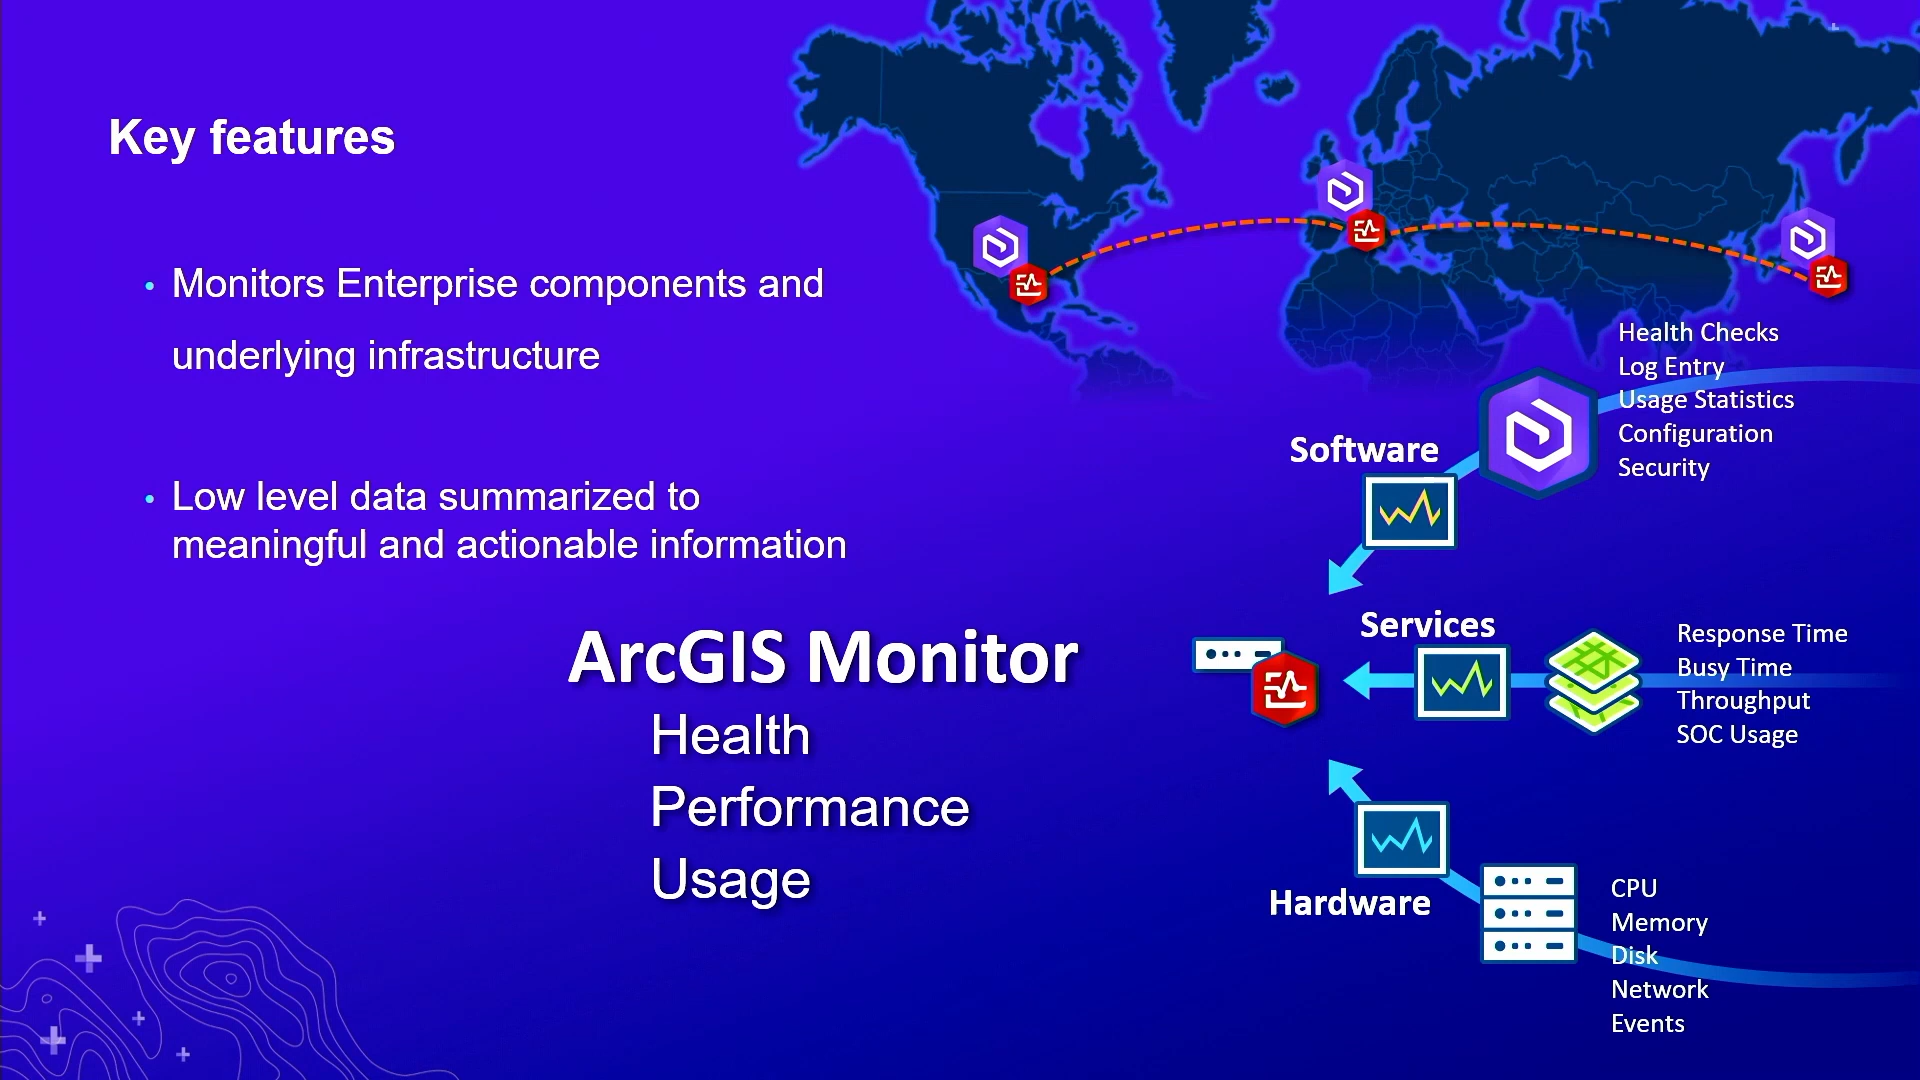 Key features
• Monitors Enterprise components and
underlying infrastructure
• Low level data summarized to
meaningful and actionable information
ArcGIS Monitor
Health
Performance
Usage
Software
Health Checks
Log Entry
Usage Statistics
Configuration
Security
Services
Response Time
Busy Time
Throughput
SOC Usage
Hardware
CPU
Memory
Disk
Network
Events